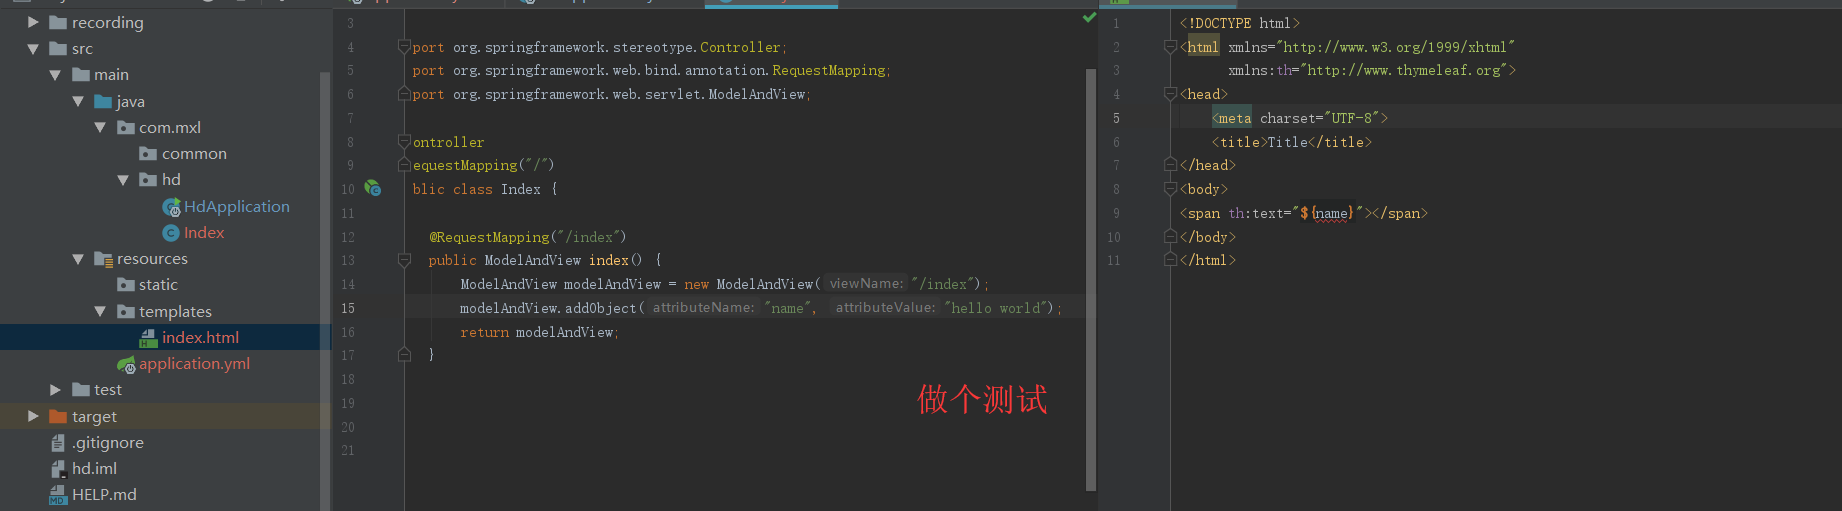 recording
src
main
java
com.mxl
common
hd
HdApplication
Index
resources
static
templates
index.html
application.yml
test
target
.gitignore
hd.iml
HELP.md
3
4 port org.springframework.stereotype.Controller;
5 port org.springframework.web.bind.annotation.RequestMapping;
6 port org.springframework.web.servlet.ModelAndView;
7
8 ontroller
9 equestMapping("/")
10 blic class Index {
11
12 @RequestMapping("/index")
13 public ModelAndView index() {
14 ModelAndView modelAndView = new ModelAndView( viewName: "/index");
15 modelAndView.addObject( attributeName: "name", attributeValue: "hello world");
16 return modelAndView;
17 }
18
19
20
21
做个测试
1 <!DOCTYPE html>
2 <html xmlns="http://www.w3.org/1999/xhtml"
3 xmlns:th="http://www.thymeleaf.org">
4 <head>
5 <meta charset="UTF-8">
6 <title>Title</title>
7 </head>
8 <body>
9 <span th:text="${name}"></span>
10 </body>
11 </html>